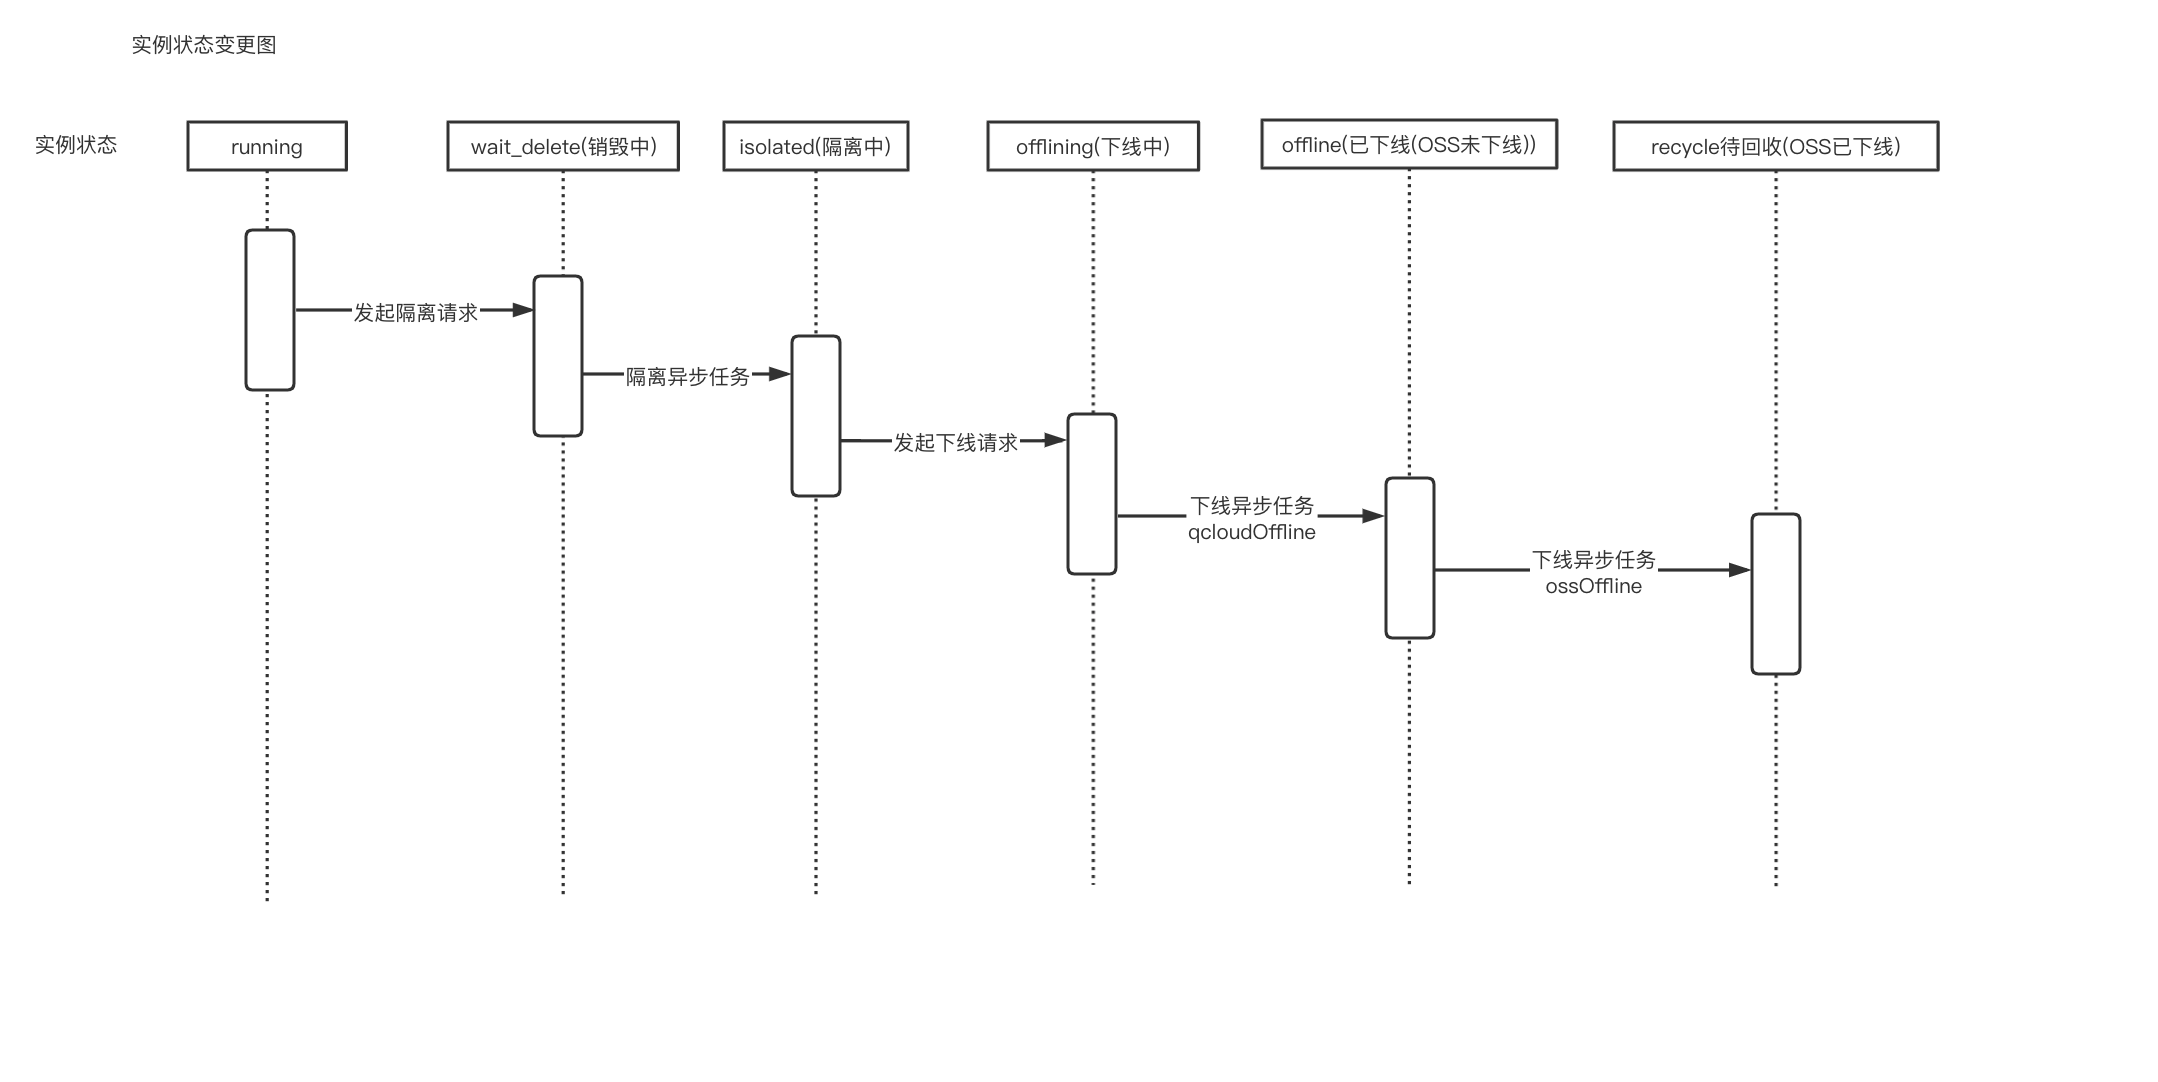 实例状态变更图
实例状态
running
wait_delete(销毁中)
isolated(隔离中)
offlining(下线中)
offline(已下线(OSS未下线))
recycle待回收(OSS已下线)
发起隔离请求
隔离异步任务
发起下线请求
下线异步任务
qcloudOffline
下线异步任务
ossOffline